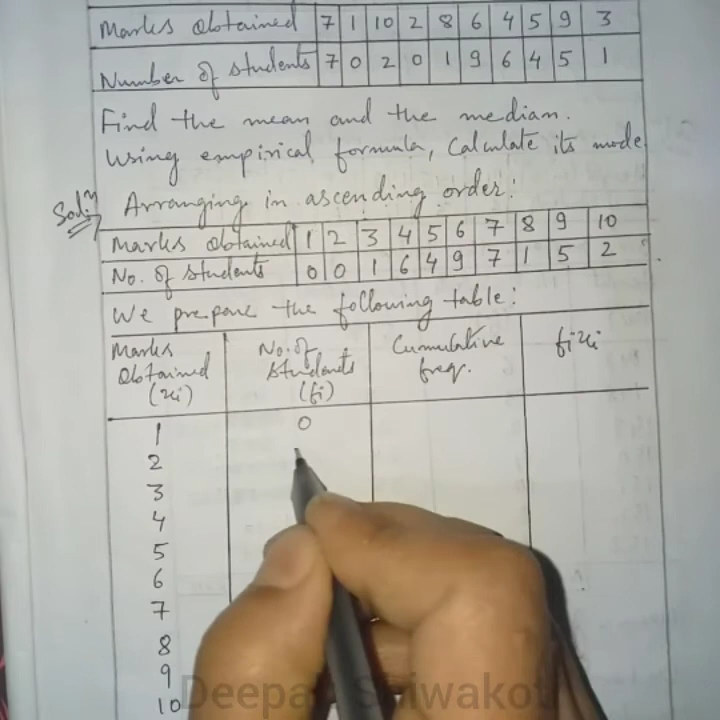 Marks obtained 7 1 10 2 8 6 4 5 9 3
Number of students 7 0 2 0 1 9 6 4 5 1
Find the mean and the median.
Using empirical formula, Calculate its mode
Solⁿ, Arranging in ascending order:
Marks obtained 1 2 3 4 5 6 7 8 9 10
No. of students 0 0 1 6 4 9 7 1 5 2
We prepare the following table:
Marks Obtained (xi) No. of Students (fi) Cummulative freq. fixi
1 0
2
3
4
5
6
7
8
9
10